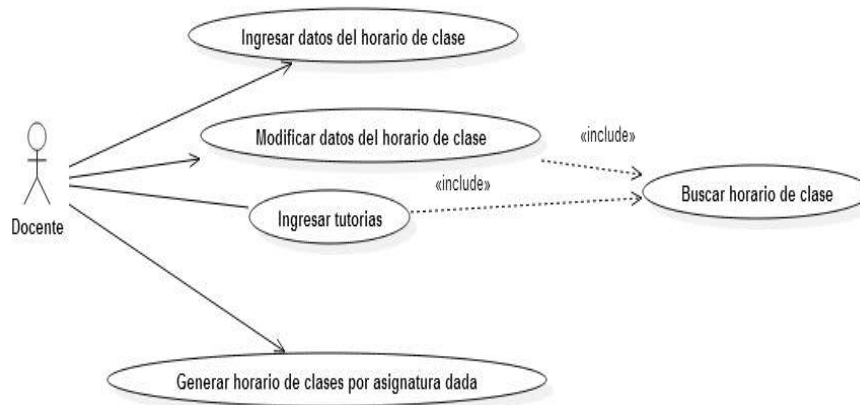 Ingresar datos del horario de clase
Modificar datos del horario de clase
«include»
«include»
Buscar horario de clase
Ingresar tutorias
Docente
Generar horario de clases por asignatura dada